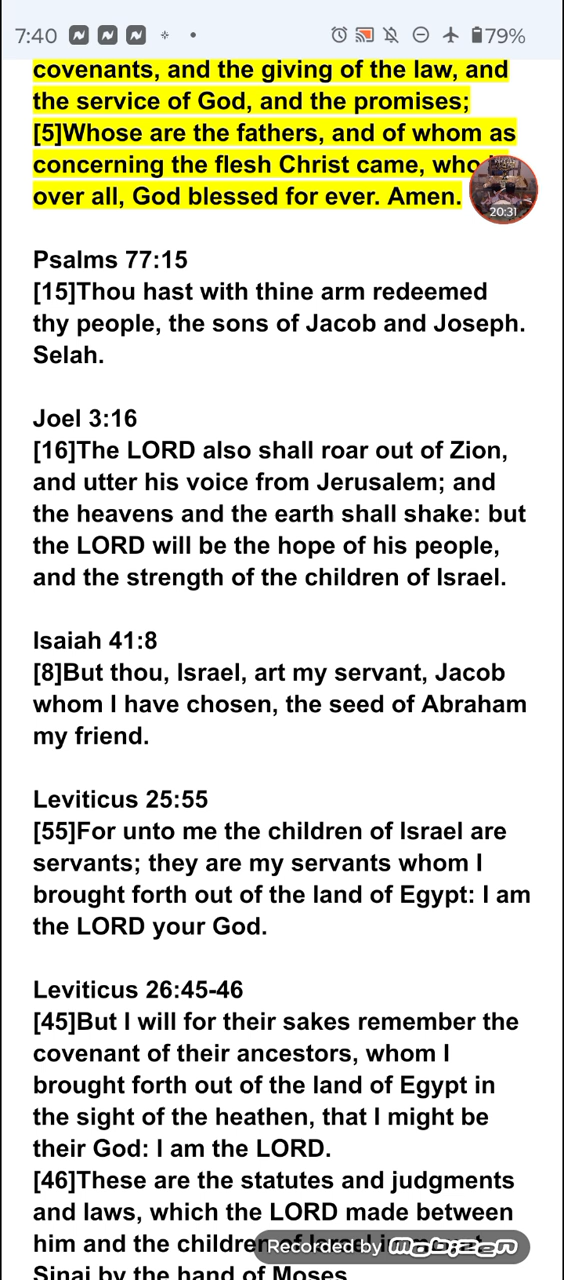 7:40 79%
covenants, and the giving of the law, and
the service of God, and the promises;
[5]Whose are the fathers, and of whom as
concerning the flesh Christ came, who
over all, God blessed for ever. Amen.
20:31
Psalms 77:15
[15]Thou hast with thine arm redeemed
thy people, the sons of Jacob and Joseph.
Selah.
Joel 3:16
[16]The LORD also shall roar out of Zion,
and utter his voice from Jerusalem; and
the heavens and the earth shall shake: but
the LORD will be the hope of his people,
and the strength of the children of Israel.
Isaiah 41:8
[8]But thou, Israel, art my servant, Jacob
whom I have chosen, the seed of Abraham
my friend.
Leviticus 25:55
[55]For unto me the children of Israel are
servants; they are my servants whom I
brought forth out of the land of Egypt: I am
the LORD your God.
Leviticus 26:45-46
[45]But I will for their sakes remember the
covenant of their ancestors, whom I
brought forth out of the land of Egypt in
the sight of the heathen, that I might be
their God: I am the LORD.
[46]These are the statutes and judgments
and laws, which the LORD made between
him and the children of Israel in
Recorded by mobizen
Sinai by the hand of Moses